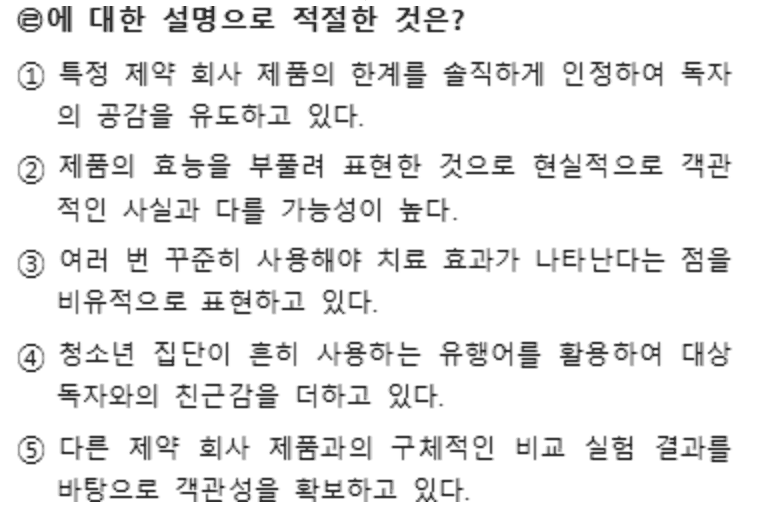 ㉣에 대한 설명으로 적절한 것은?
① 특정 제약 회사 제품의 한계를 솔직하게 인정하여 독자
의 공감을 유도하고 있다.
② 제품의 효능을 부풀려 표현한 것으로 현실적으로 객관
적인 사실과 다를 가능성이 높다.
③ 여러 번 꾸준히 사용해야 치료 효과가 나타난다는 점을
비유적으로 표현하고 있다.
④ 청소년 집단이 흔히 사용하는 유행어를 활용하여 대상
독자와의 친근감을 더하고 있다.
⑤ 다른 제약 회사 제품과의 구체적인 비교 실험 결과를
바탕으로 객관성을 확보하고 있다.